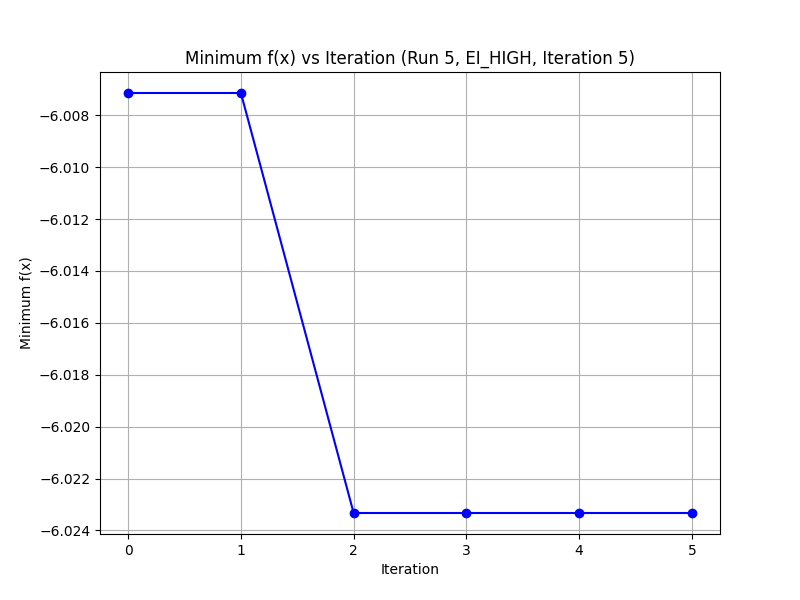 Minimum f(x) vs Iteration (Run 5, EI_HIGH, Iteration 5)
Minimum f(x)
−6.008
−6.010
−6.012
−6.014
−6.016
−6.018
−6.020
−6.022
−6.024
0 1 2 3 4 5
Iteration